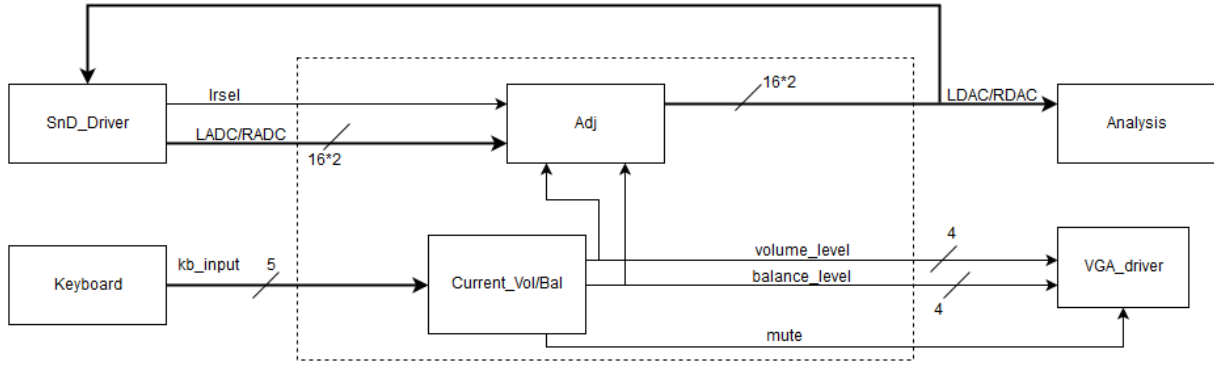 16*2
LDAC/RDAC
lrsel
SnD_Driver
LADC/RADC
16*2
Adj
Analysis
kb_input
5
Keyboard
Current_Vol/Bal
volume_level
4
balance_level
4
VGA_driver
mute